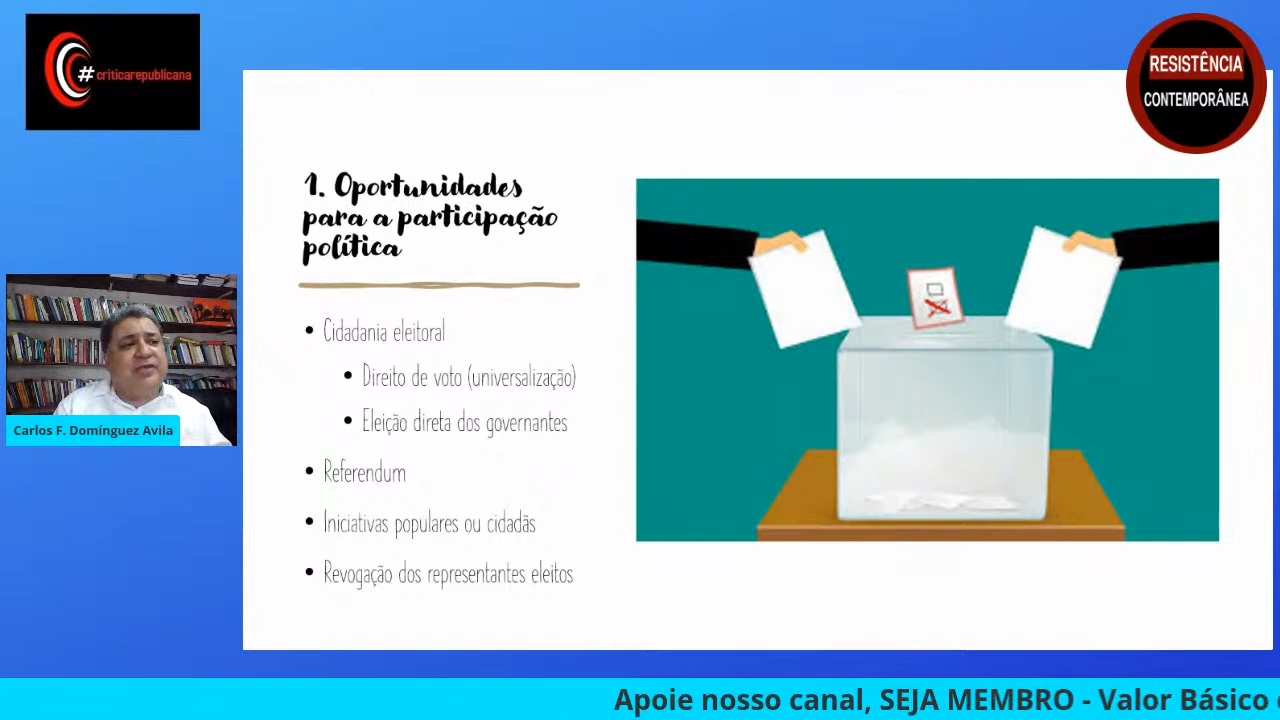 #criticarepublicana
RESISTÊNCIA
CONTEMPORÂNEA
1. Oportunidades
para a participação
política
Cidadania eleitoral
Direito de voto (universalização)
Eleição direta dos governantes
Referendum
Iniciativas populares ou cidadãs
Revogação dos representantes eleitos
Carlos F. Domínguez Avila
Apoie nosso canal, SEJA MEMBRO - Valor Básico